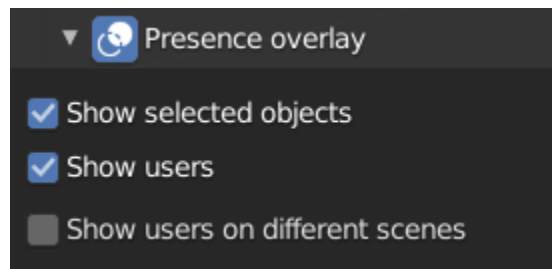 Presence overlay
Show selected objects
Show users
Show users on different scenes